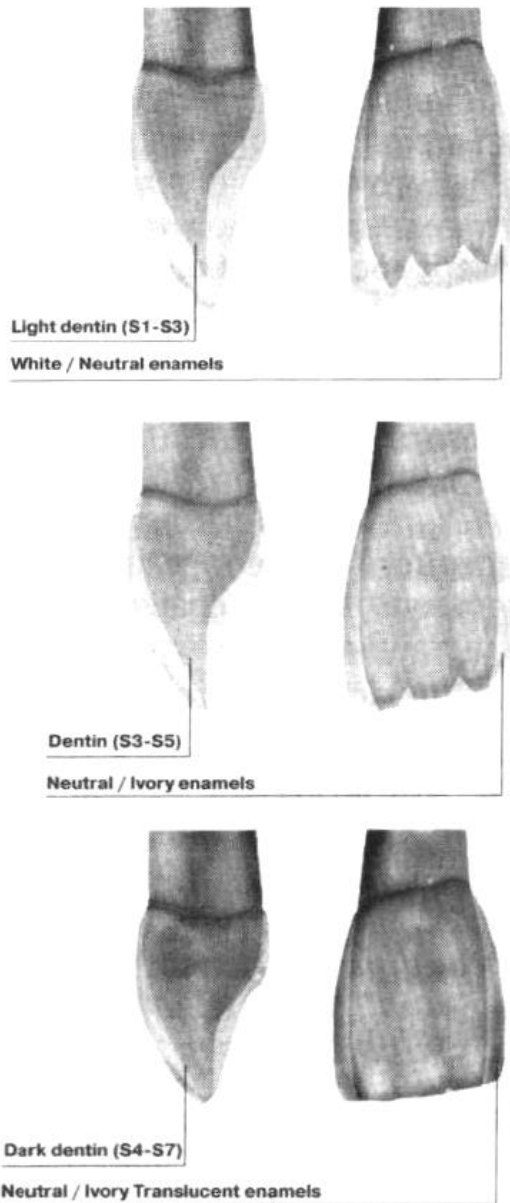 Light dentin (S1-S3)
White / Neutral enamels
Dentin (S3-S5)
Neutral / Ivory enamels
Dark dentin (S4-S7)
Neutral / Ivory Translucent enamels